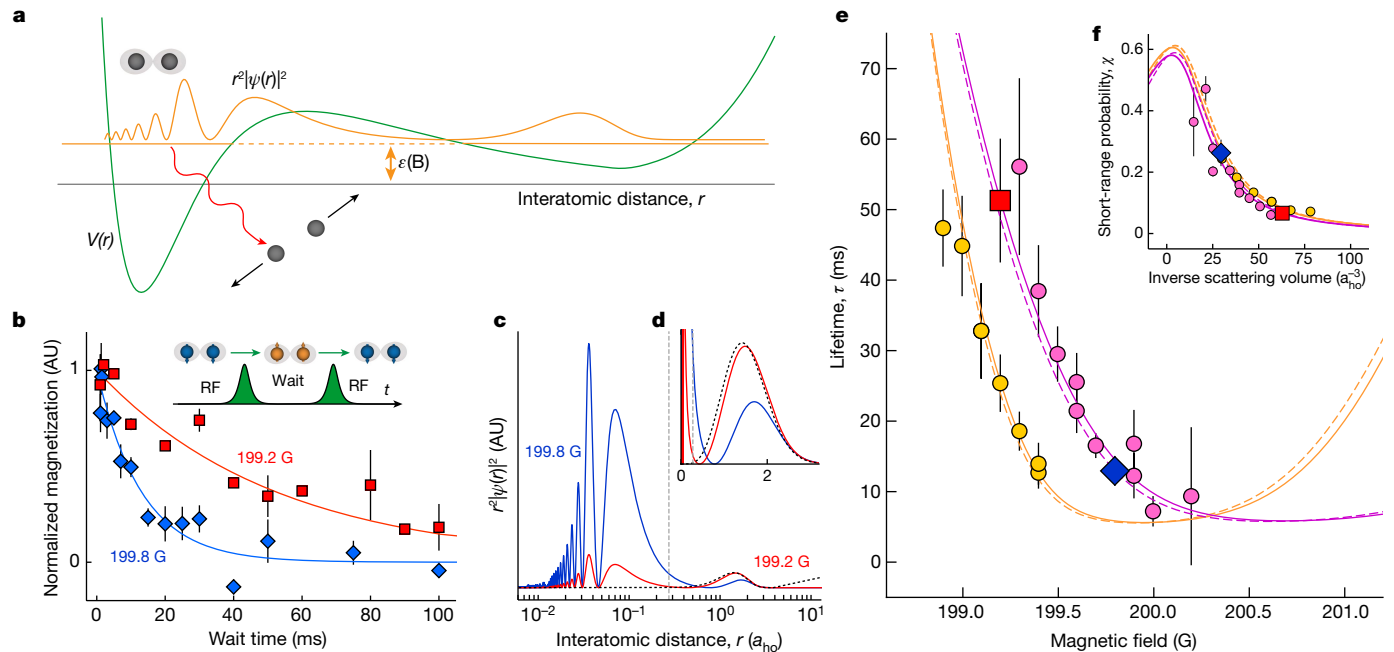 a
r²|ψ(r)|²
ε(B)
Interatomic distance, r
V(r)
b
Normalized magnetization (AU)
1
0
RF
Wait
RF
t
199.2 G
199.8 G
0
20
40
60
80
100
Wait time (ms)
c
r²|ψ(r)|² (AU)
199.8 G
199.2 G
10⁻²
10⁻¹
10⁰
10¹
Interatomic distance, r (aₕₒ)
d
0
2
e
Lifetime, τ (ms)
70
60
50
40
30
20
10
0
199.0
199.5
200.0
200.5
201.0
Magnetic field (G)
f
Short-range probability, χ
0.6
0.4
0.2
0
0
25
50
75
100
Inverse scattering volume (aₕₒ⁻³)